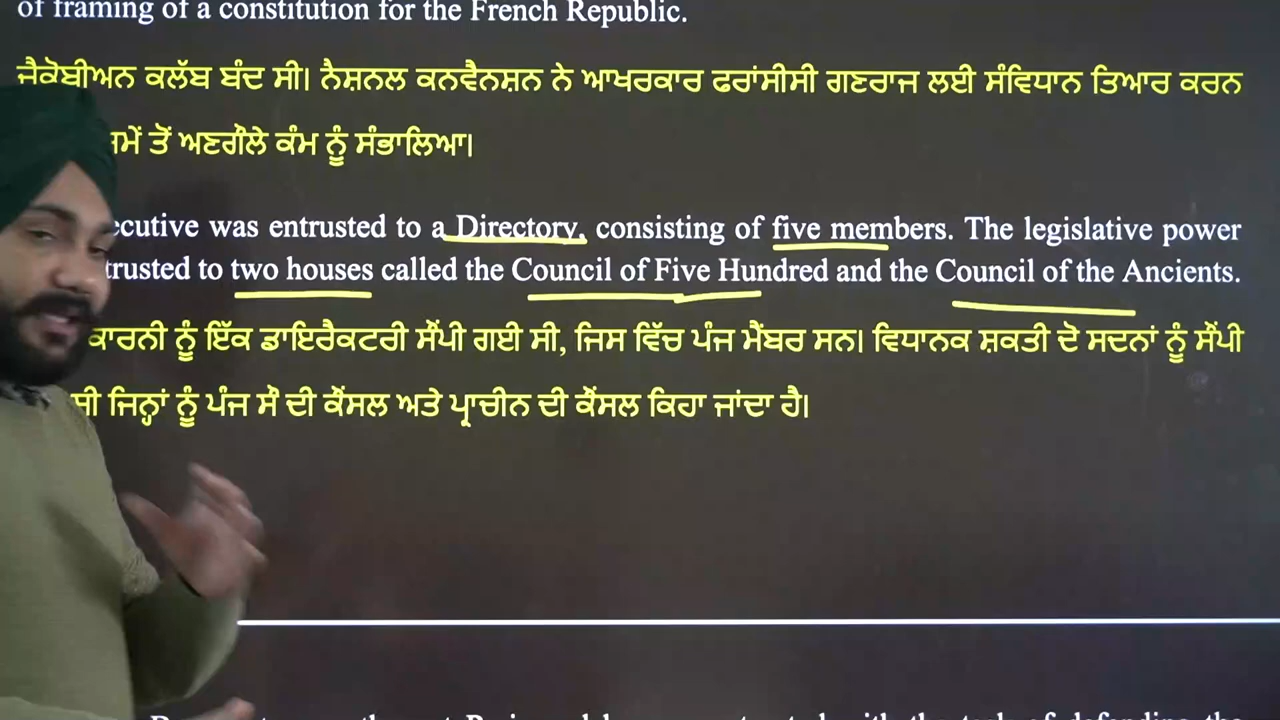 of framing of a constitution for the French Republic.
ਜੈਕੋਬੀਅਨ ਕਲੱਬ ਬੰਦ ਸੀ। ਨੈਸ਼ਨਲ ਕਨਵੈਨਸ਼ਨ ਨੇ ਆਖਰਕਾਰ ਫਰਾਂਸੀਸੀ ਗਣਰਾਜ ਲਈ ਸੰਵਿਧਾਨ ਤਿਆਰ ਕਰਨ
ਤੋਂ ਅਣਗੌਲੇ ਕੰਮ ਨੂੰ ਸੰਭਾਲਿਆ।
was entrusted to a Directory, consisting of five members. The legislative power
to two houses called the Council of Five Hundred and the Council of the Ancients.
ਨੂੰ ਇੱਕ ਡਾਇਰੈਕਟਰੀ ਸੌਂਪੀ ਗਈ ਸੀ, ਜਿਸ ਵਿੱਚ ਪੰਜ ਮੈਂਬਰ ਸਨ। ਵਿਧਾਨਕ ਸ਼ਕਤੀ ਦੋ ਸਦਨਾਂ ਨੂੰ ਸੌਂਪੀ
ਸੀ ਜਿਨ੍ਹਾਂ ਨੂੰ ਪੰਜ ਸੌ ਦੀ ਕੌਂਸਲ ਅਤੇ ਪ੍ਰਾਚੀਨ ਦੀ ਕੌਂਸਲ ਕਿਹਾ ਜਾਂਦਾ ਹੈ।